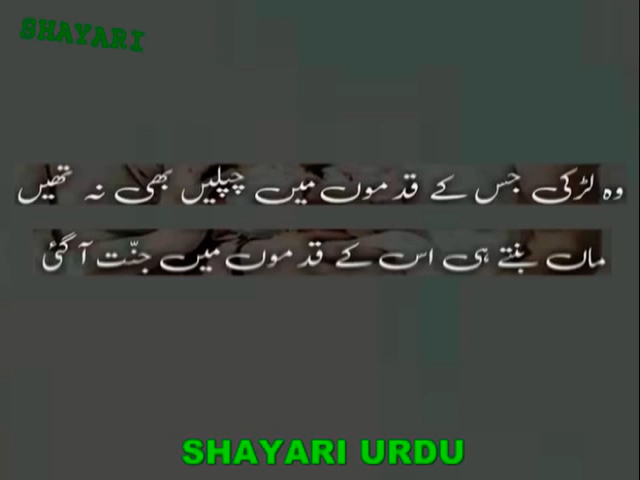 SHAYARI
وہ لڑکی جس کے قدموں میں چپلیں بھی نہ تھیں
ماں بنتے ہی اس کے قدموں میں جنّت آ گئی
SHAYARI URDU